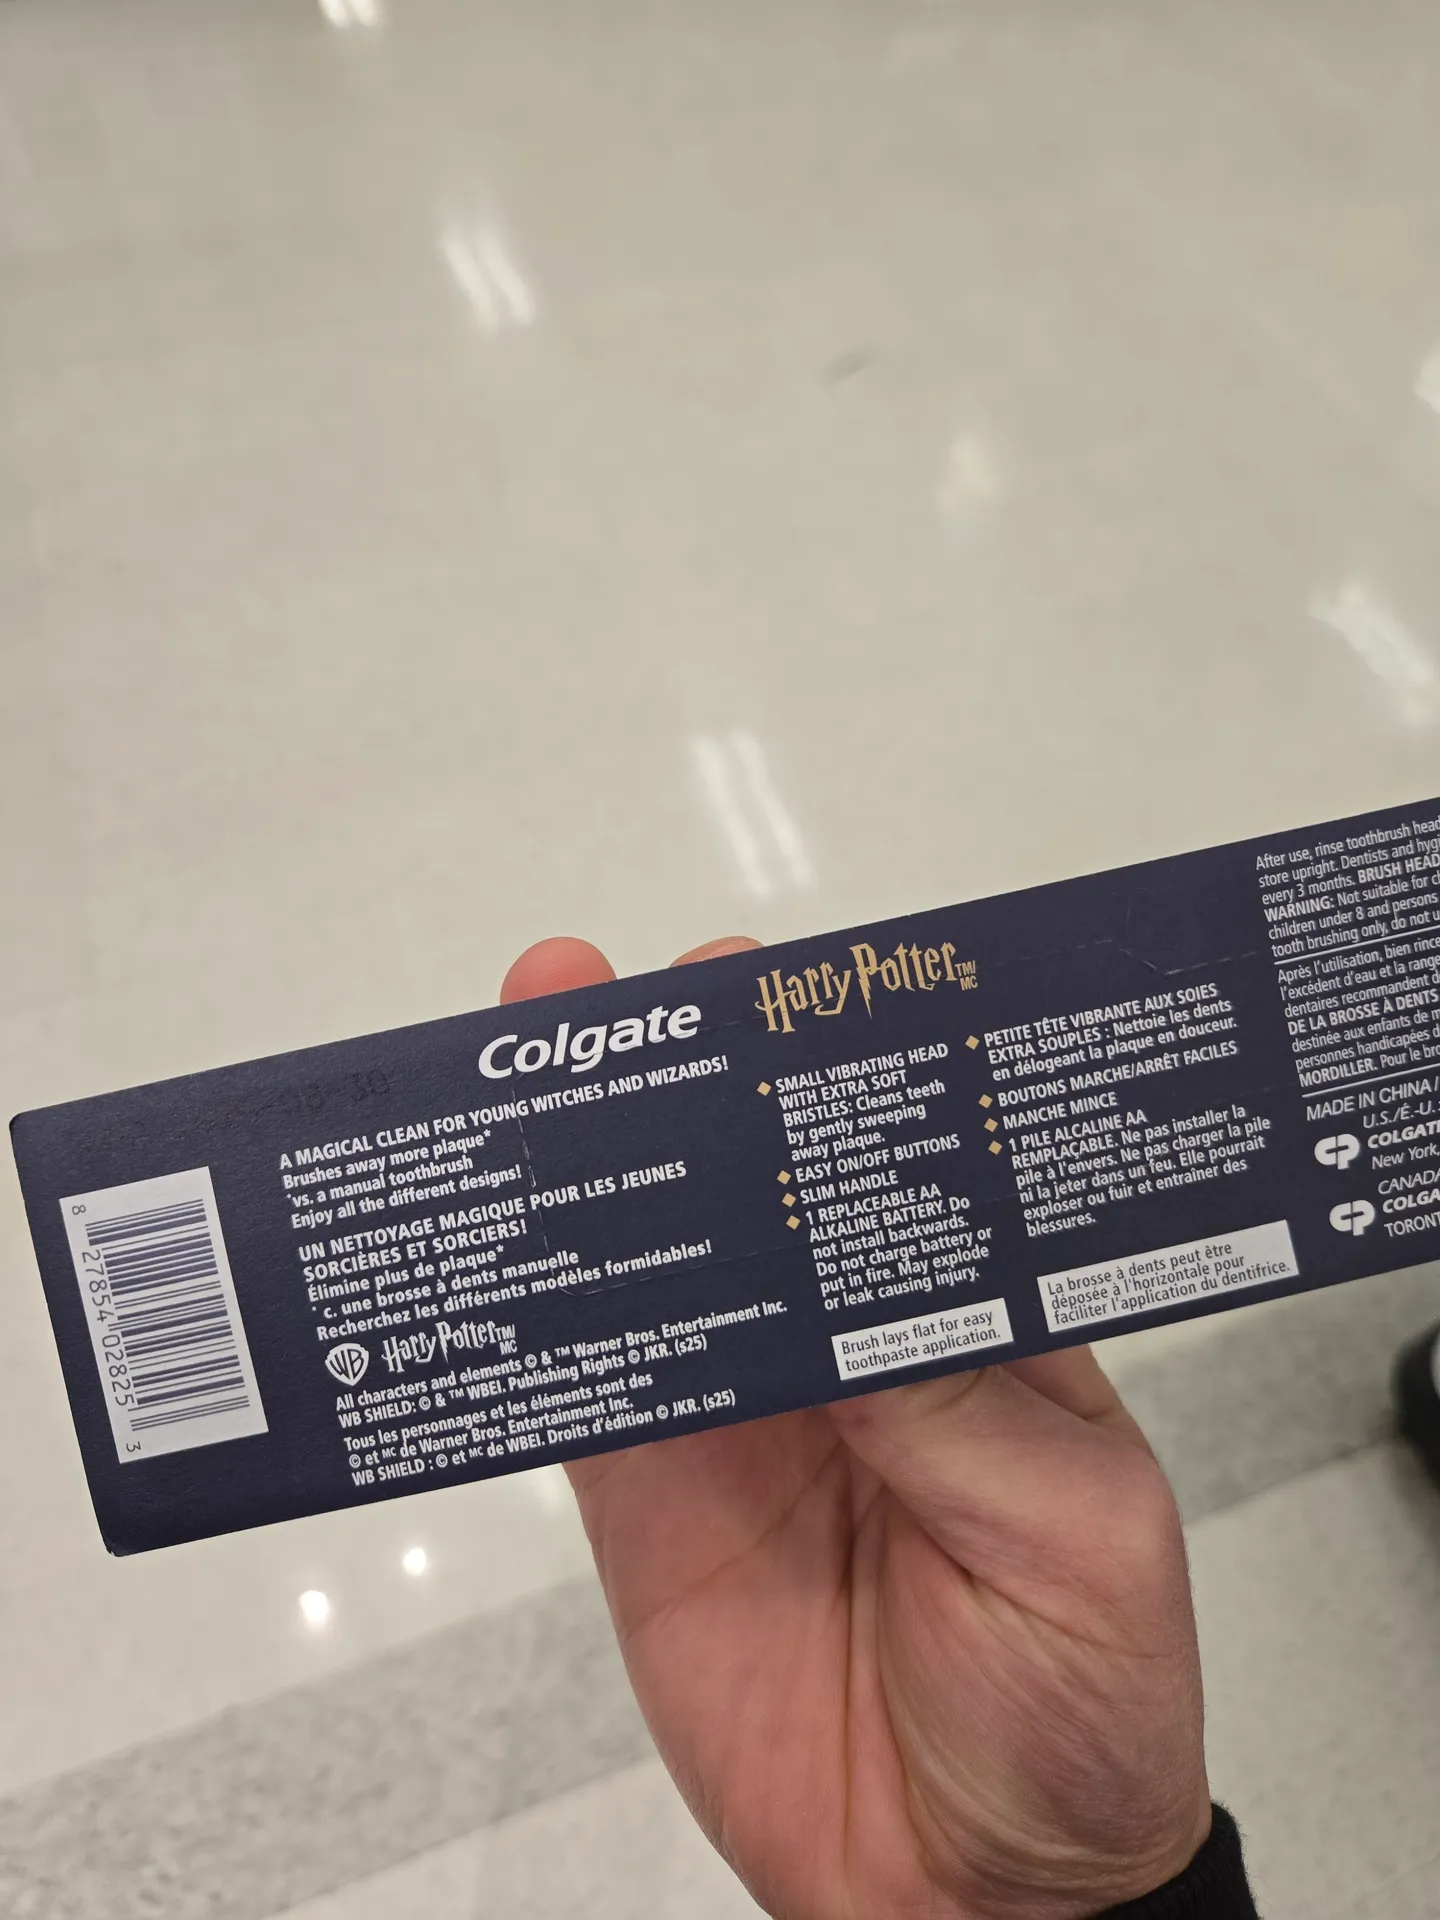 Colgate
A MAGICAL CLEAN FOR YOUNG WITCHES AND WIZARDS!
Brushes away more plaque*
*vs. a manual toothbrush
Enjoy all the different designs!
UN NETTOYAGE MAGIQUE POUR LES JEUNES
SORCIÈRES ET SORCIERS!
Élimine plus de plaque*
* c. une brosse à dents manuelle
Recherchez les différents modèles formidables!
WB Harry Potter TM/MC
All characters and elements © & ™ Warner Bros. Entertainment Inc.
WB SHIELD: © & ™ WBEI. Publishing Rights © JKR. (s25)
Tous les personnages et les éléments sont des
© et MC de Warner Bros. Entertainment Inc.
WB SHIELD : © et MC de WBEI. Droits d'édition © JKR. (s25)
8 27854 02825 3
Harry Potter TM/MC
SMALL VIBRATING HEAD
WITH EXTRA SOFT
BRISTLES: Cleans teeth
by gently sweeping
away plaque.
EASY ON/OFF BUTTONS
SLIM HANDLE
1 REPLACEABLE AA
ALKALINE BATTERY. Do
not install backwards.
Do not charge battery or
put in fire. May explode
or leak causing injury.
Brush lays flat for easy
toothpaste application.
PETITE TÊTE VIBRANTE AUX SOIES
EXTRA SOUPLES : Nettoie les dents
en délogeant la plaque en douceur.
BOUTONS MARCHE/ARRÊT FACILES
MANCHE MINCE
1 PILE ALCALINE AA
REMPLAÇABLE. Ne pas installer la
pile à l'envers. Ne pas charger la pile
ni la jeter dans un feu. Elle pourrait
exploser ou fuir et entraîner des
blessures.
La brosse à dents peut être
déposée à l'horizontale pour
faciliter l'application du dentifrice.
After use, rinse toothbrush head
store upright. Dentists and hygi
every 3 months. BRUSH HEAD
WARNING: Not suitable for c
children under 8 and persons
tooth brushing only, do not u
Après l'utilisation, bien rince
l'excédent d'eau et la range
dentaires recommandent d
DE LA BROSSE À DENTS
destinée aux enfants de m
personnes handicapées d
MORDILLER. Pour le bro
MADE IN CHINA /
U.S./É.-U.
COLGATE
New York,
CANADA
COLGA
TORONT